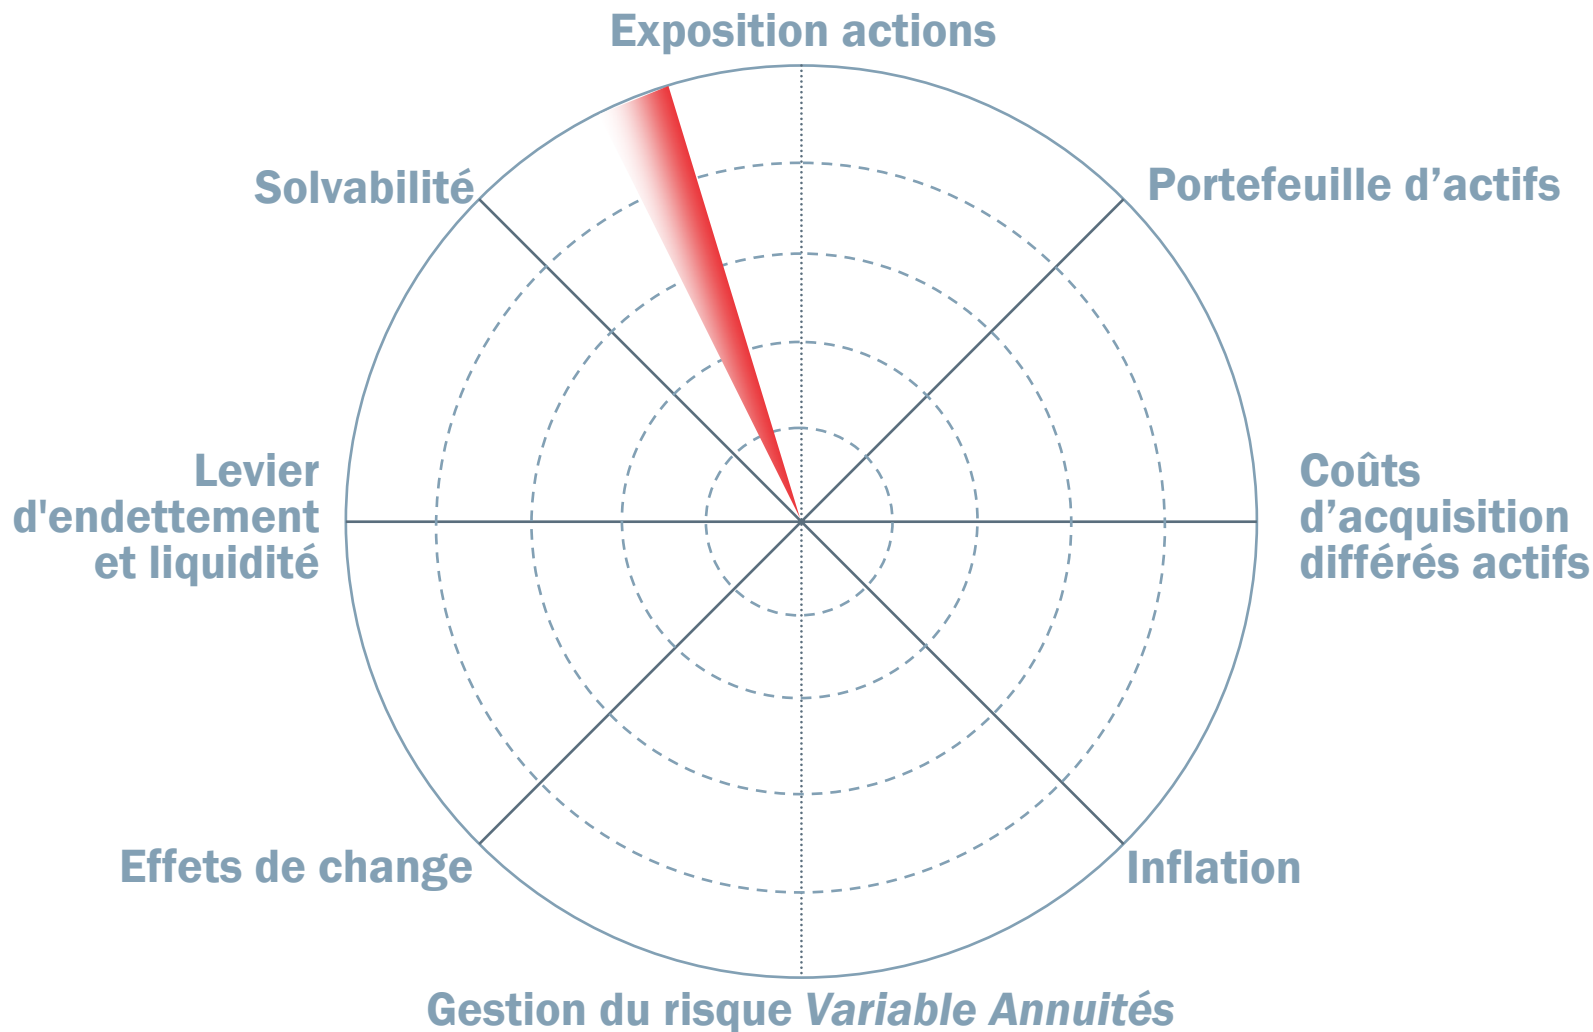 Exposition actions
Solvabilité
Portefeuille d’actifs
Levier
d'endettement
et liquidité
Coûts
d’acquisition
différés actifs
Effets de change
Inflation
Gestion du risque Variable Annuités